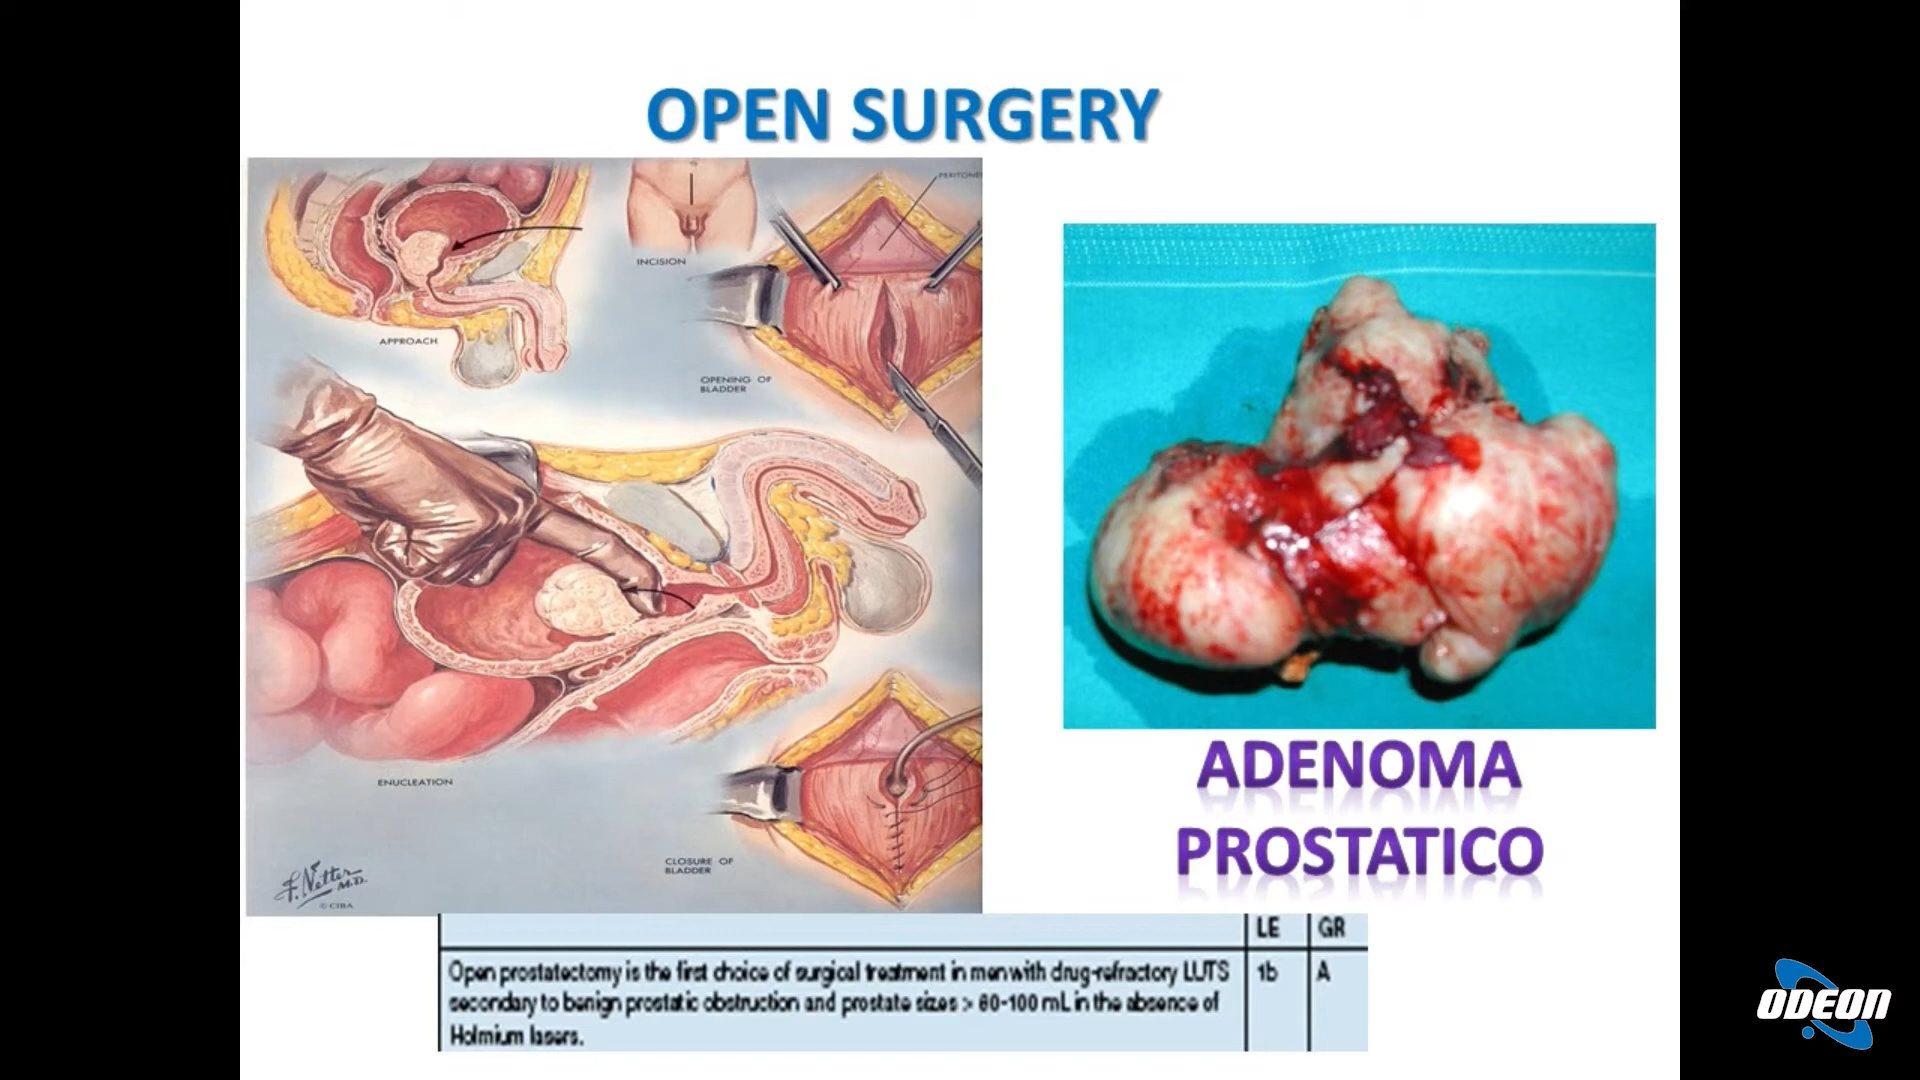 OPEN SURGERY
INCISION
APPROACH
OPENING OF
BLADDER
ENUCLEATION
CLOSURE OF
BLADDER
F. Netter
M.D.
© CIBA
ADENOMA
PROSTATICO
LE GR
Open prostatectomy is the first choice of surgical treatment in men with drug-refractory LUTS 1b A
secondary to benign prostatic obstruction and prostate sizes > 80-100 mL in the absence of
Holmium lasers.
ODEON